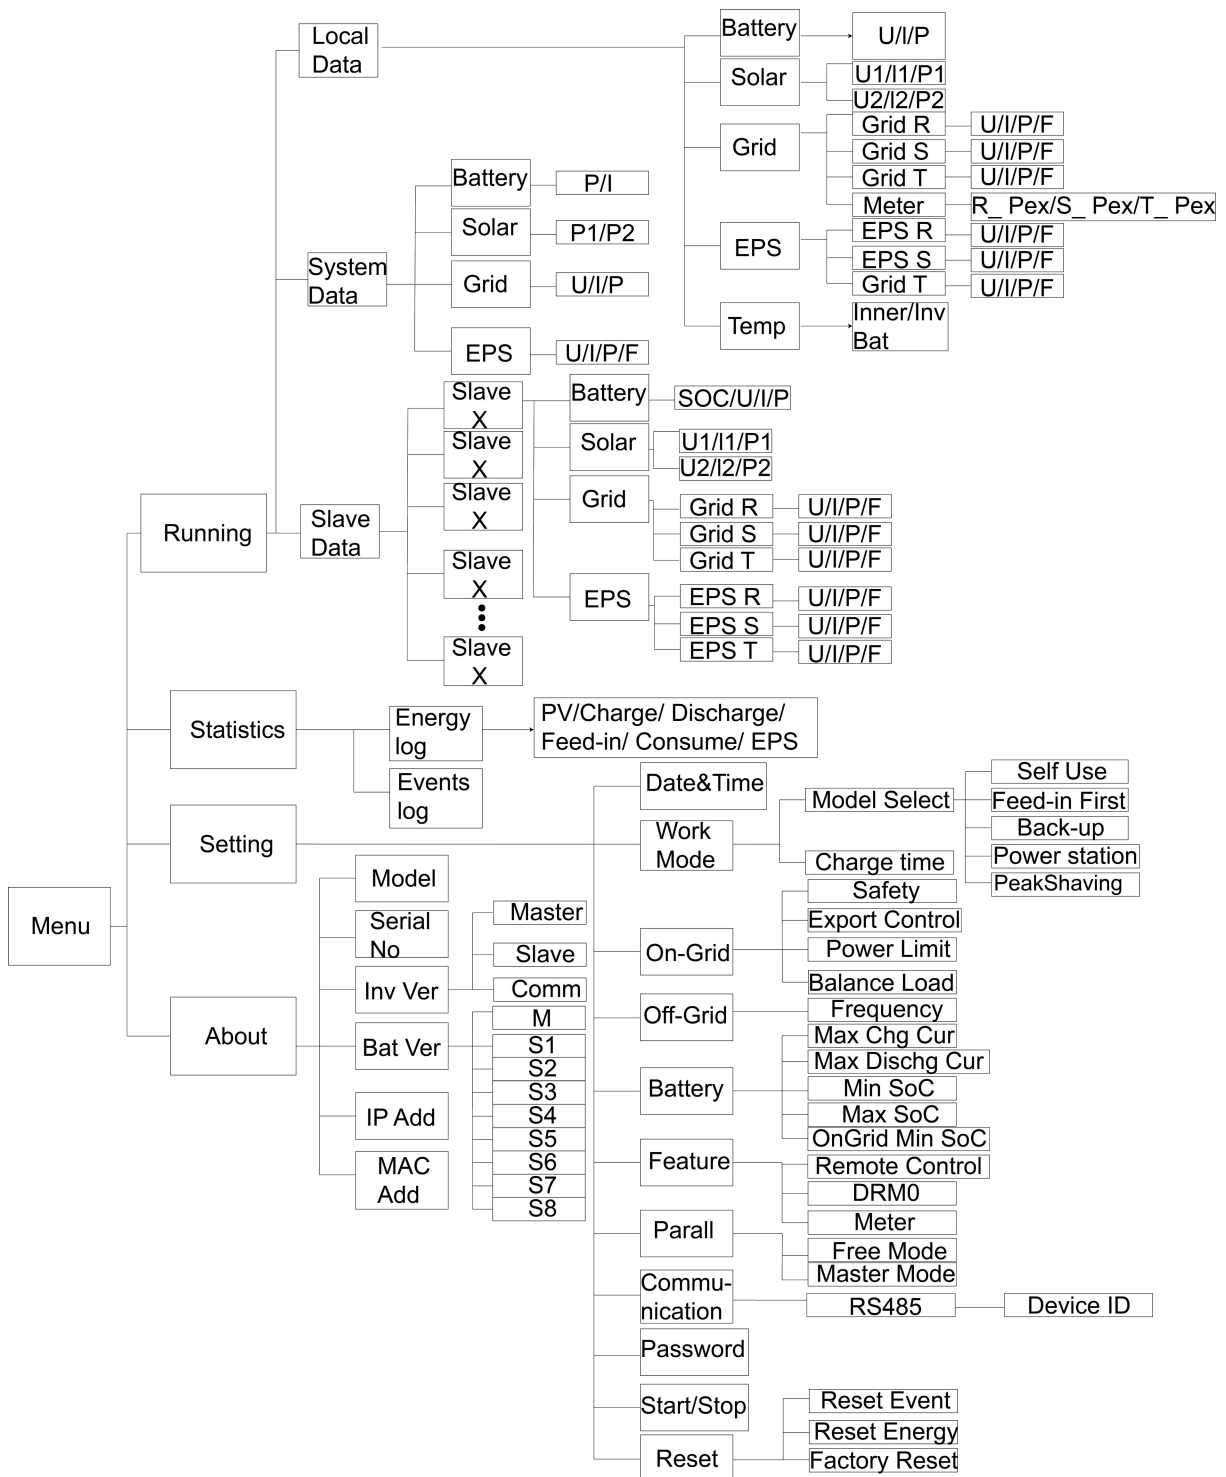 Menu
Running
Local
Data
Battery
U/I/P
Solar
U1/I1/P1
U2/I2/P2
Grid
Grid R
U/I/P/F
Grid S
U/I/P/F
Grid T
U/I/P/F
Meter
R_ Pex/S_ Pex/T_ Pex
EPS
EPS R
U/I/P/F
EPS S
U/I/P/F
Grid T
U/I/P/F
Temp
Inner/Inv
Bat
System
Data
Battery
P/I
Solar
P1/P2
Grid
U/I/P
EPS
U/I/P/F
Slave
Data
Slave
X
Slave
X
Slave
X
Slave
X
Slave
X
Battery
SOC/U/I/P
Solar
U1/I1/P1
U2/I2/P2
Grid
Grid R
U/I/P/F
Grid S
U/I/P/F
Grid T
U/I/P/F
EPS
EPS R
U/I/P/F
EPS S
U/I/P/F
EPS T
U/I/P/F
Statistics
Energy
log
PV/Charge/ Discharge/
Feed-in/ Consume/ EPS
Events
log
Setting
Date&Time
Work
Mode
Model Select
Self Use
Feed-in First
Back-up
Power station
PeakShaving
Charge time
On-Grid
Safety
Export Control
Power Limit
Balance Load
Off-Grid
Frequency
Battery
Max Chg Cur
Max Dischg Cur
Min SoC
Max SoC
OnGrid Min SoC
Feature
Remote Control
DRM0
Meter
Parall
Free Mode
Master Mode
Commu-
nication
RS485
Device ID
Password
Start/Stop
Reset
Reset Event
Reset Energy
Factory Reset
About
Model
Serial
No
Inv Ver
Master
Slave
Comm
Bat Ver
M
S1
S2
S3
S4
S5
S6
S7
S8
IP Add
MAC
Add